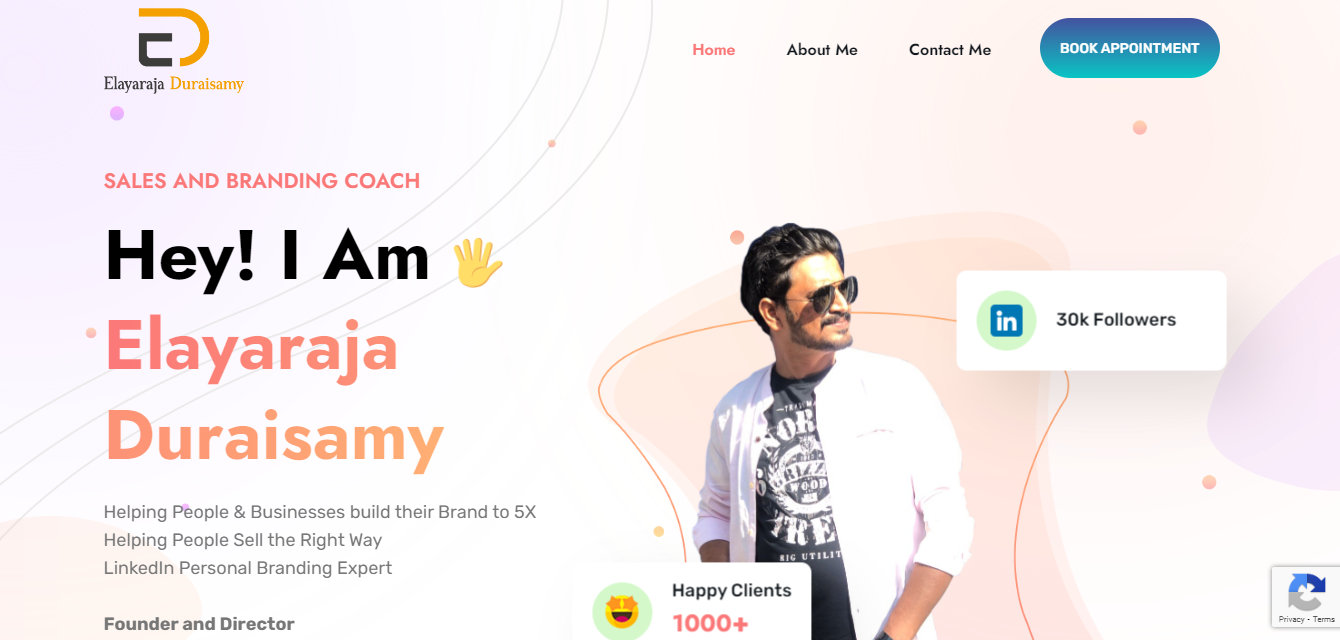 Elayaraja Duraisamy
Home
About Me
Contact Me
BOOK APPOINTMENT
SALES AND BRANDING COACH
Hey! I Am 🖐
Elayaraja
Duraisamy
Helping People & Businesses build their Brand to 5X
Helping People Sell the Right Way
LinkedIn Personal Branding Expert
Founder and Director
in
30k Followers
Happy Clients
1000+
Privacy - Terms